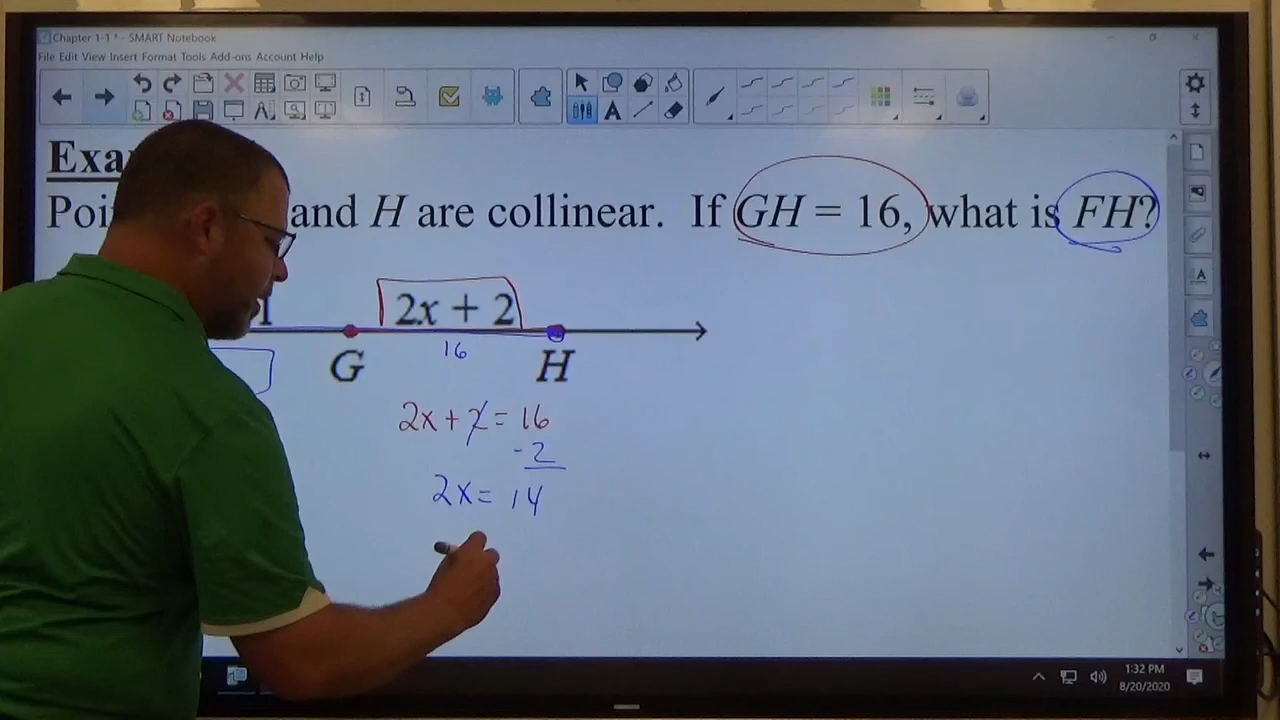 Chapter 1-1 * - SMART Notebook
File Edit View Insert Format Tools Add-ons Account Help
and H are collinear. If GH = 16, what is FH?
2x + 2
G 16 H
2x + 2 = 16
-2
2x = 14
1:32 PM
8/20/2020